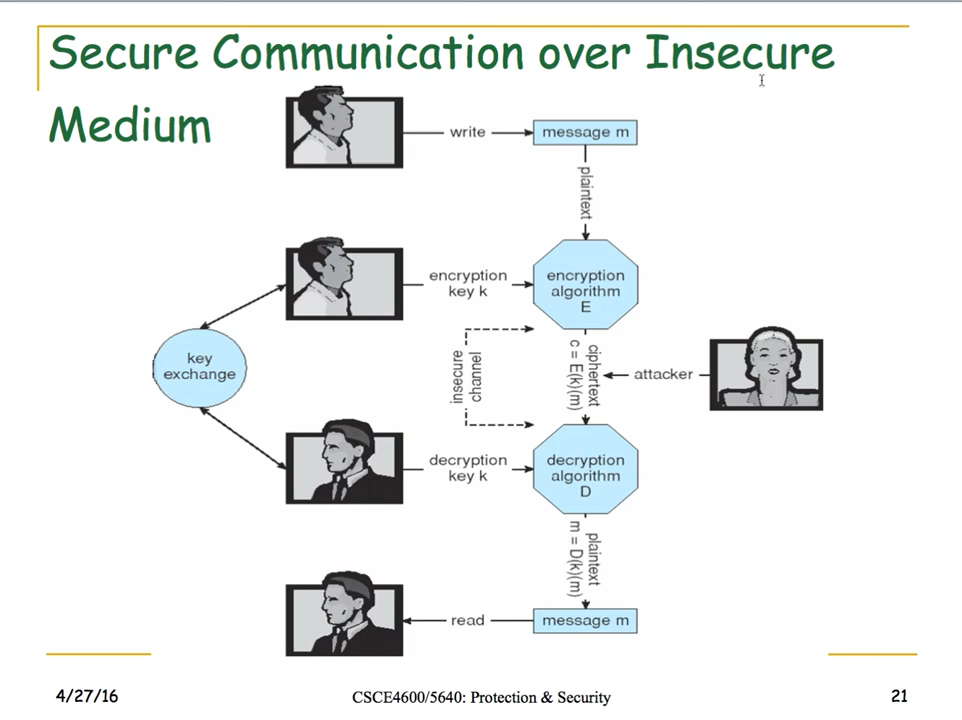 Secure Communication over Insecure
Medium
write
message m
plaintext
encryption
key k
encryption
algorithm
E
key
exchange
insecure
channel
ciphertext
c = E(k)(m)
attacker
decryption
key k
decryption
algorithm
D
plaintext
m = D(k)(m)
read
message m
4/27/16
CSCE4600/5640: Protection & Security
21